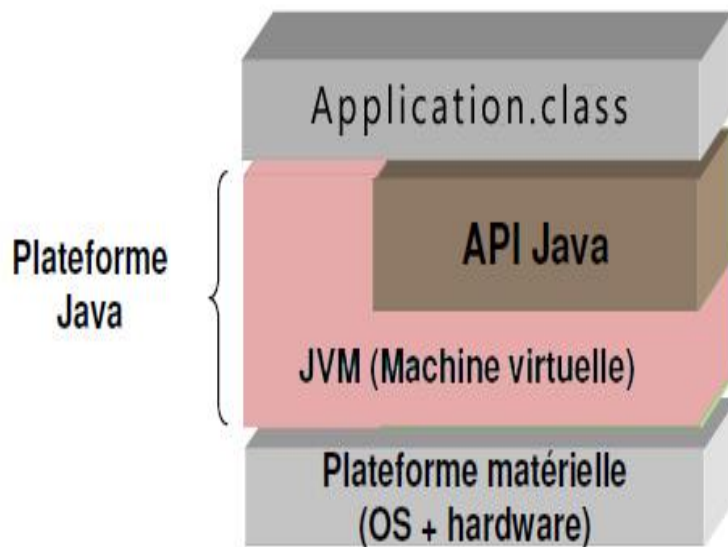 Application.class
API Java
Plateforme
Java
JVM (Machine virtuelle)
Plateforme matérielle
(OS + hardware)